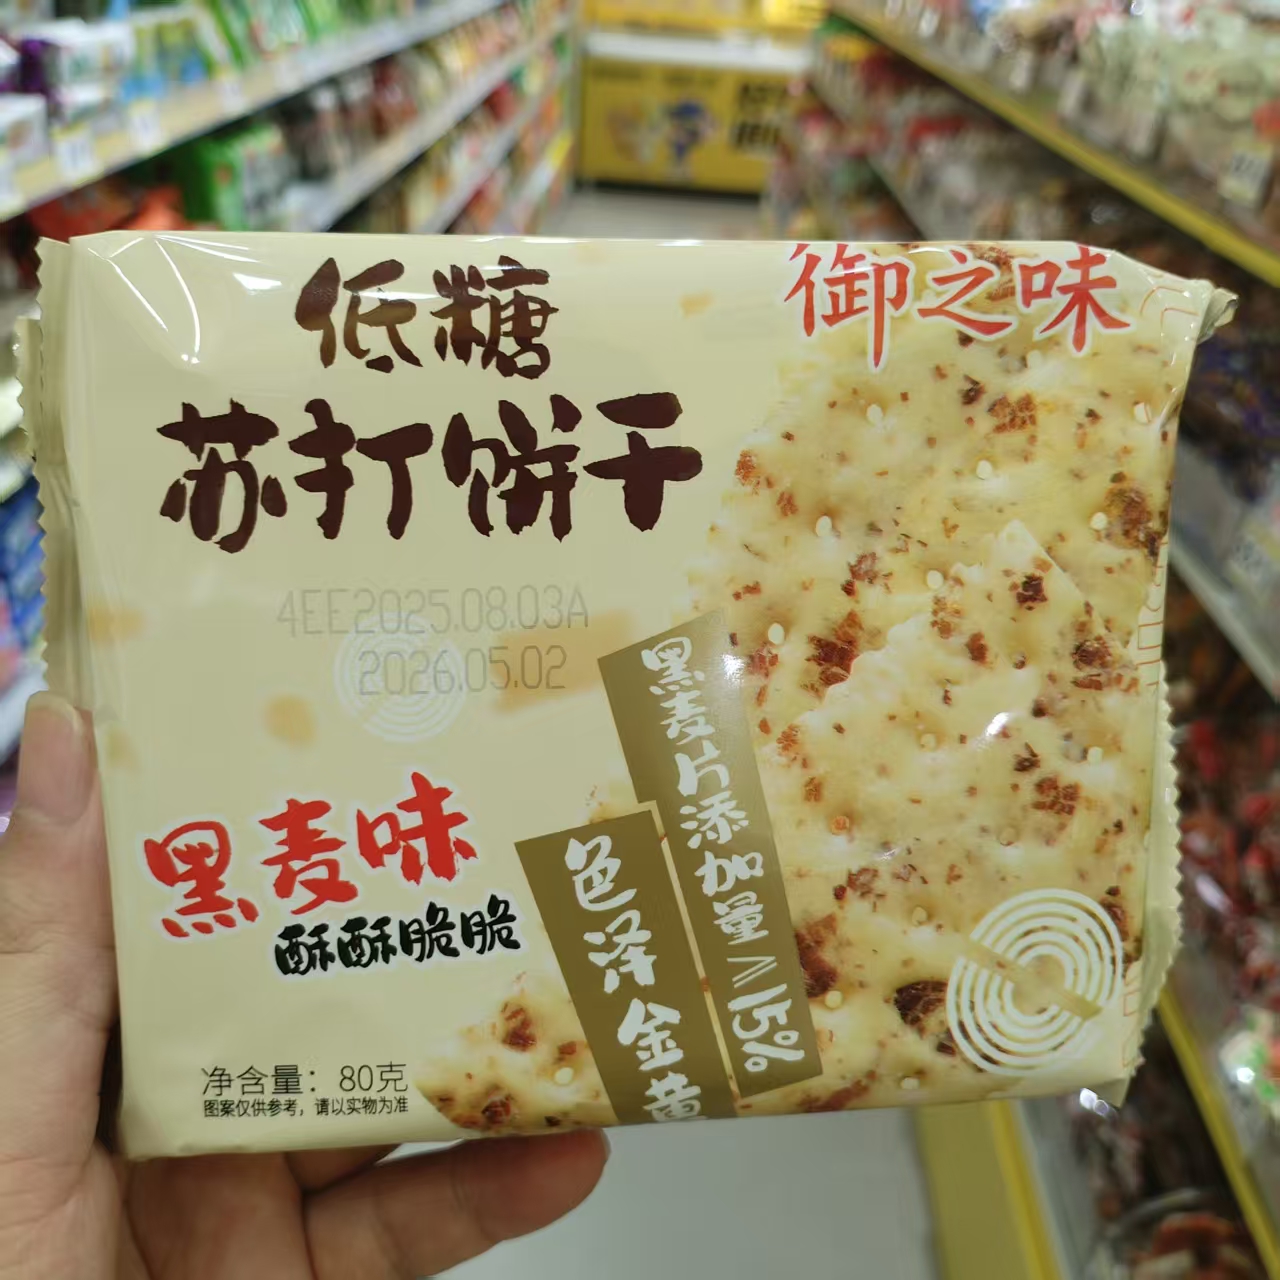 御之味
低糖
苏打饼干
4EE2025.08.03A
2026.05.02
黑麦味
酥酥脆脆
黑麦片添加量≥15%
色泽金黄
净含量：80克
图案仅供参考，请以实物为准